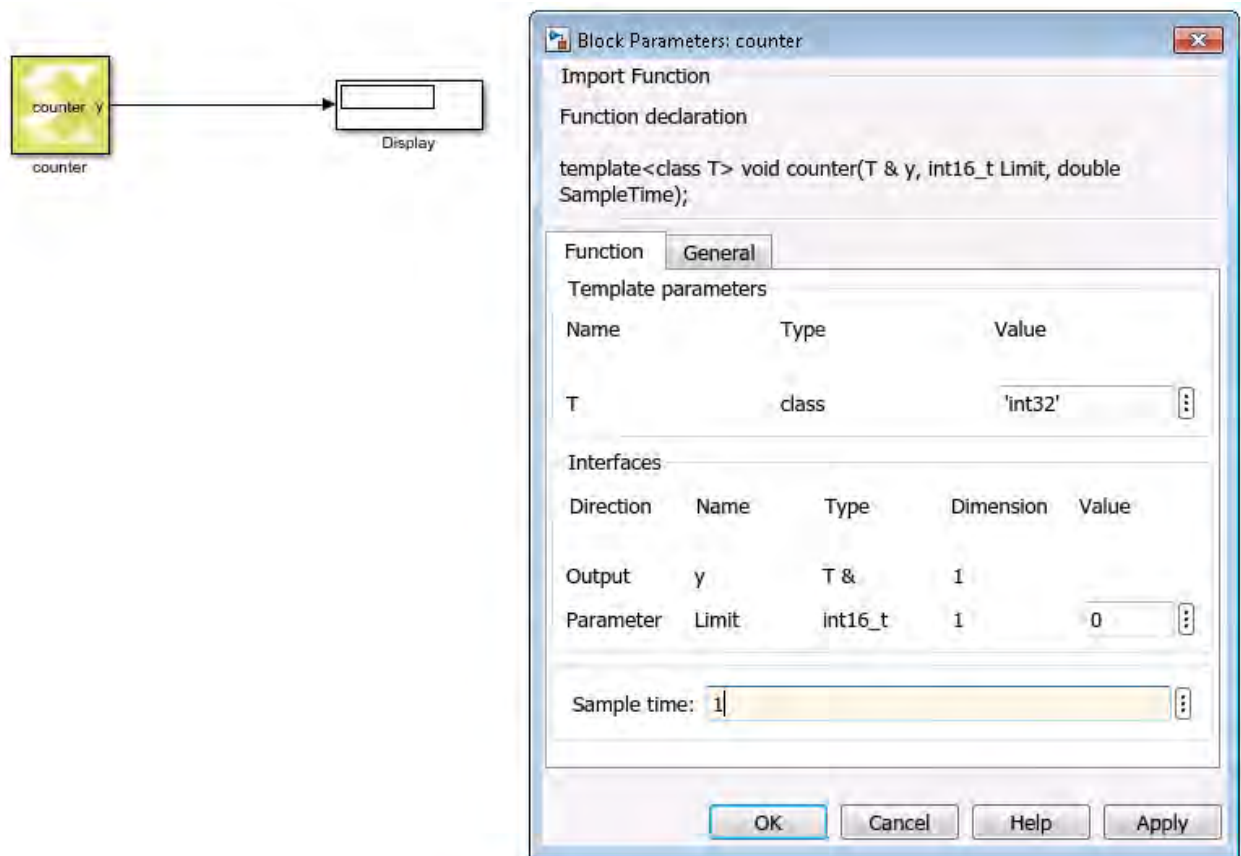 counter y
counter
Display
Block Parameters: counter
Import Function
Function declaration
template<class T> void counter(T & y, int16_t Limit, double
SampleTime);
Function General
Template parameters
Name Type Value
T class 'int32'
Interfaces
Direction Name Type Dimension Value
Output y T & 1
Parameter Limit int16_t 1 0
Sample time: 1
OK Cancel Help Apply